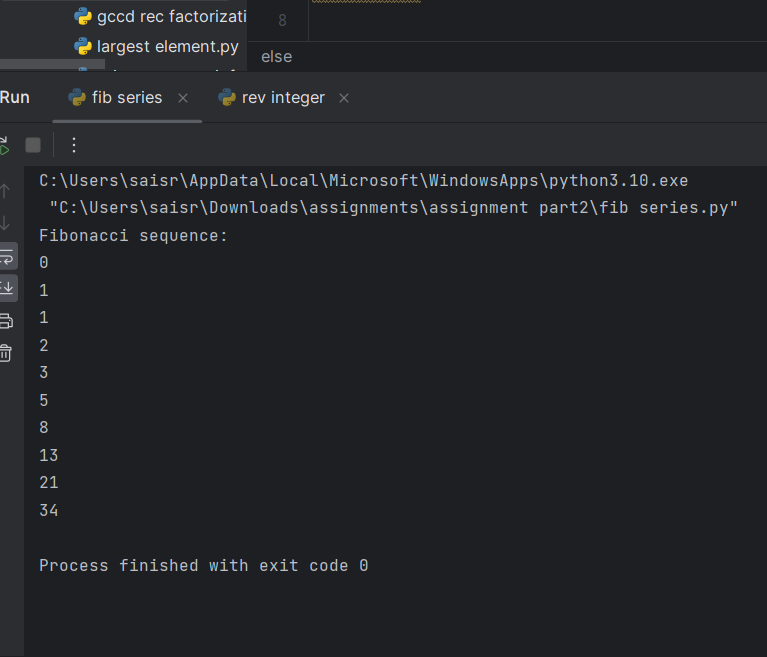 gccd rec factorizati
8
largest element.py
else
Run
fib series
rev integer
C:\Users\saisr\AppData\Local\Microsoft\WindowsApps\python3.10.exe
"C:\Users\saisr\Downloads\assignments\assignment part2\fib series.py"
Fibonacci sequence:
0
1
1
2
3
5
8
13
21
34
Process finished with exit code 0